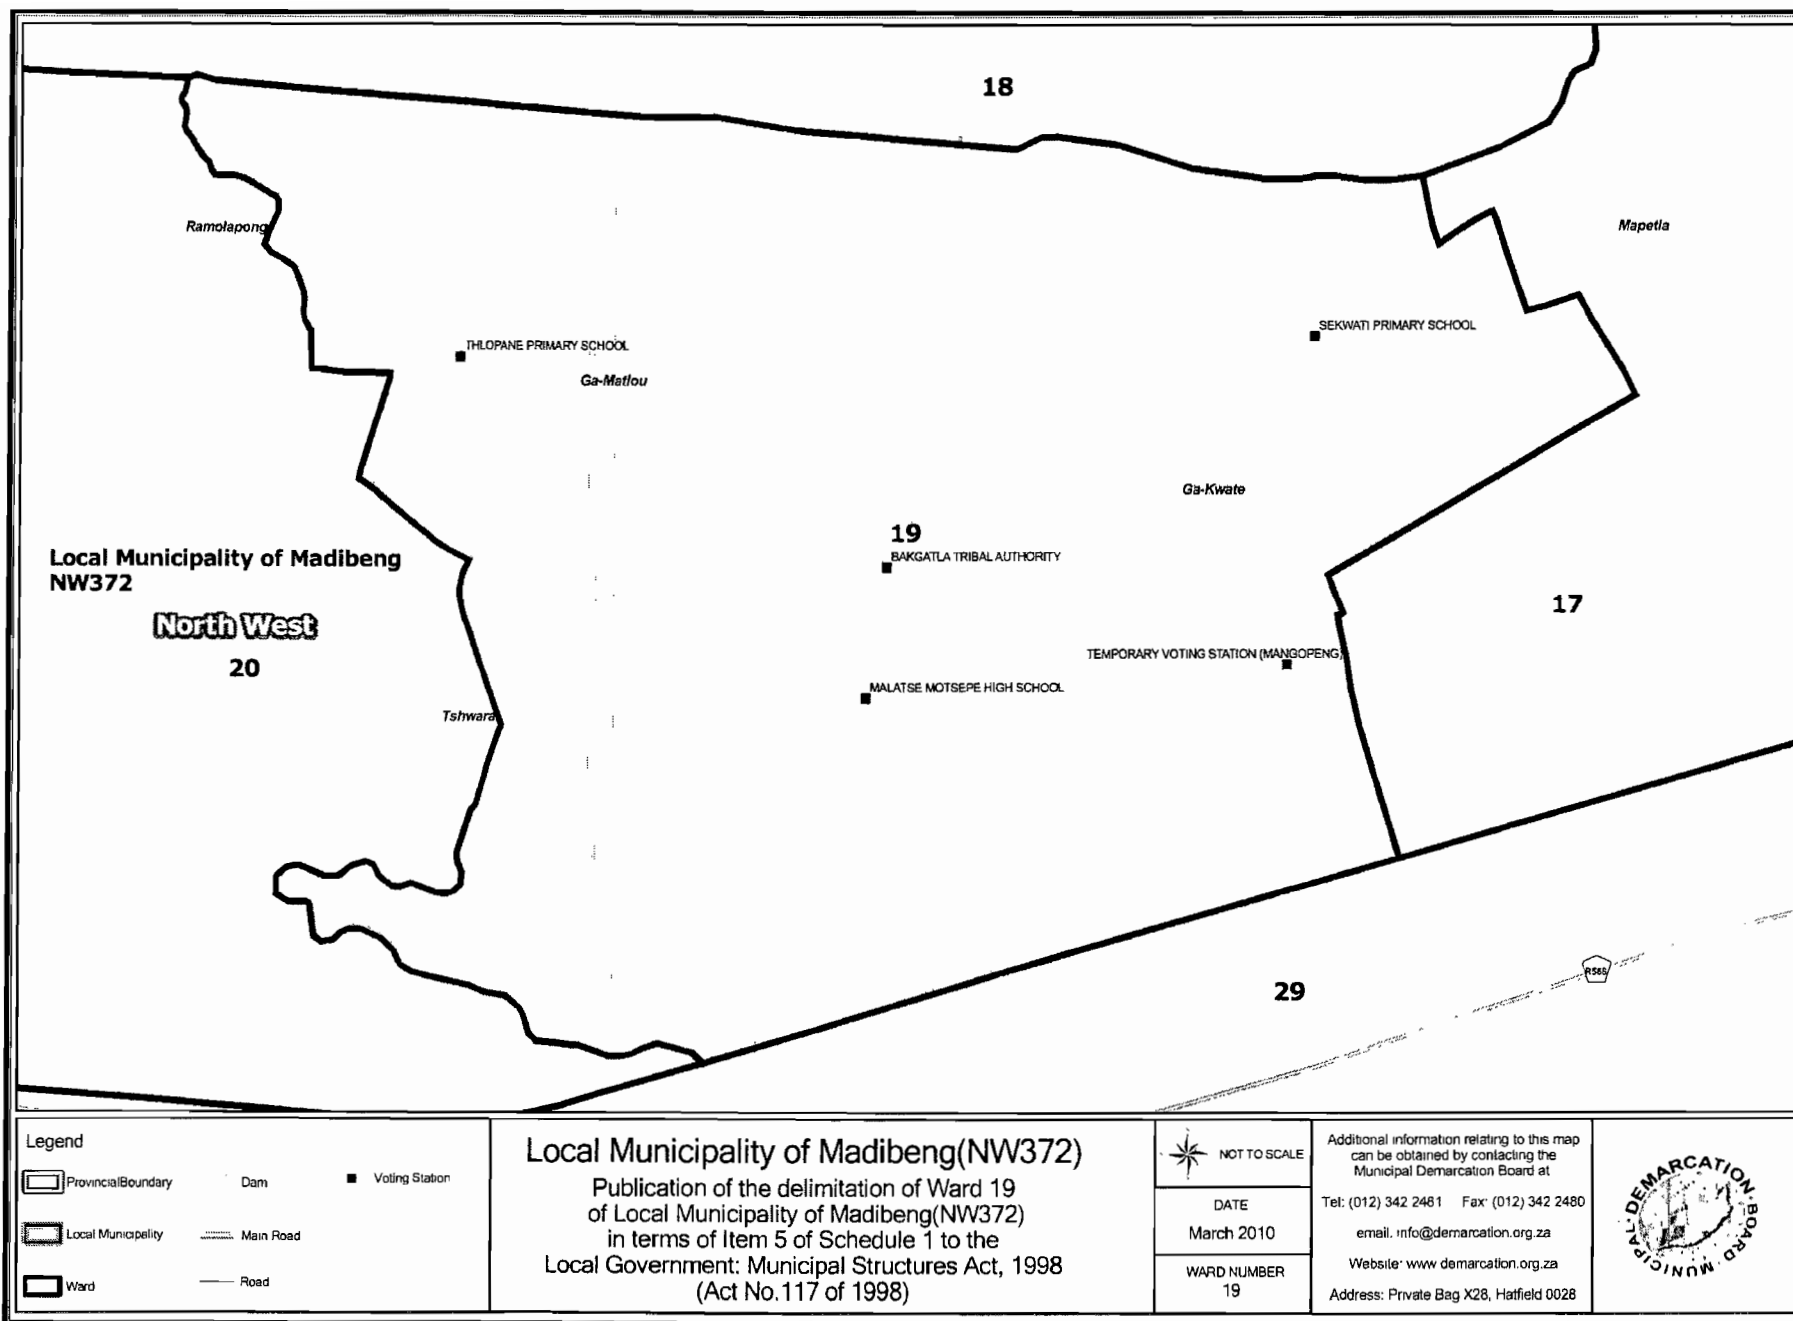 18
Ramolapong
Mapetla
SEKWATI PRIMARY SCHOOL
THLOPANE PRIMARY SCHOOL
Ga-Matlou
Ga-Kwate
19
BAKGATLA TRIBAL AUTHORITY
Local Municipality of Madibeng
NW372
North West
20
17
TEMPORARY VOTING STATION (MANGOPENG)
MALATSE MOTSEPE HIGH SCHOOL
Tshwara
29
Legend
ProvincialBoundary
Dam
Voting Station
Local Municipality
Main Road
Ward
Road
Local Municipality of Madibeng(NW372)
Publication of the delimitation of Ward 19
of Local Municipality of Madibeng(NW372)
in terms of Item 5 of Schedule 1 to the
Local Government: Municipal Structures Act, 1998
(Act No.117 of 1998)
NOT TO SCALE
DATE
March 2010
WARD NUMBER
19
Additional information relating to this map
can be obtained by contacting the
Municipal Demarcation Board at
Tel: (012) 342 2481 Fax: (012) 342 2480
email. info@demarcation.org.za
Website: www demarcation.org.za
Address: Private Bag X28, Hatfield 0028
MUNICIPAL DEMARCATION BOARD